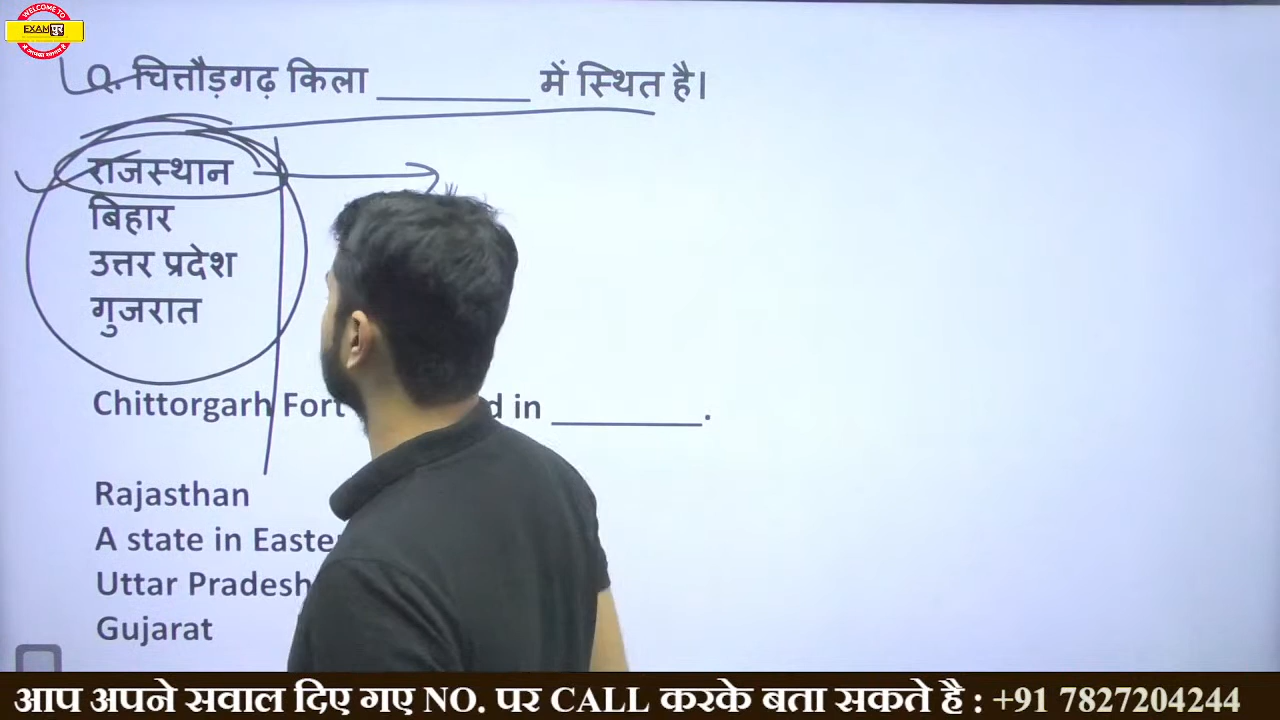 WELCOME TO
EXAM पुर
Q. चित्तौड़गढ़ किला ________ में स्थित है।
राजस्थान
बिहार
उत्तर प्रदेश
गुजरात
Chittorgarh Fort in ________.
Rajasthan
A state in
Uttar Pradesh
Gujarat
आप अपने सवाल दिए गए NO. पर CALL करके बता सकते है : +91 7827204244